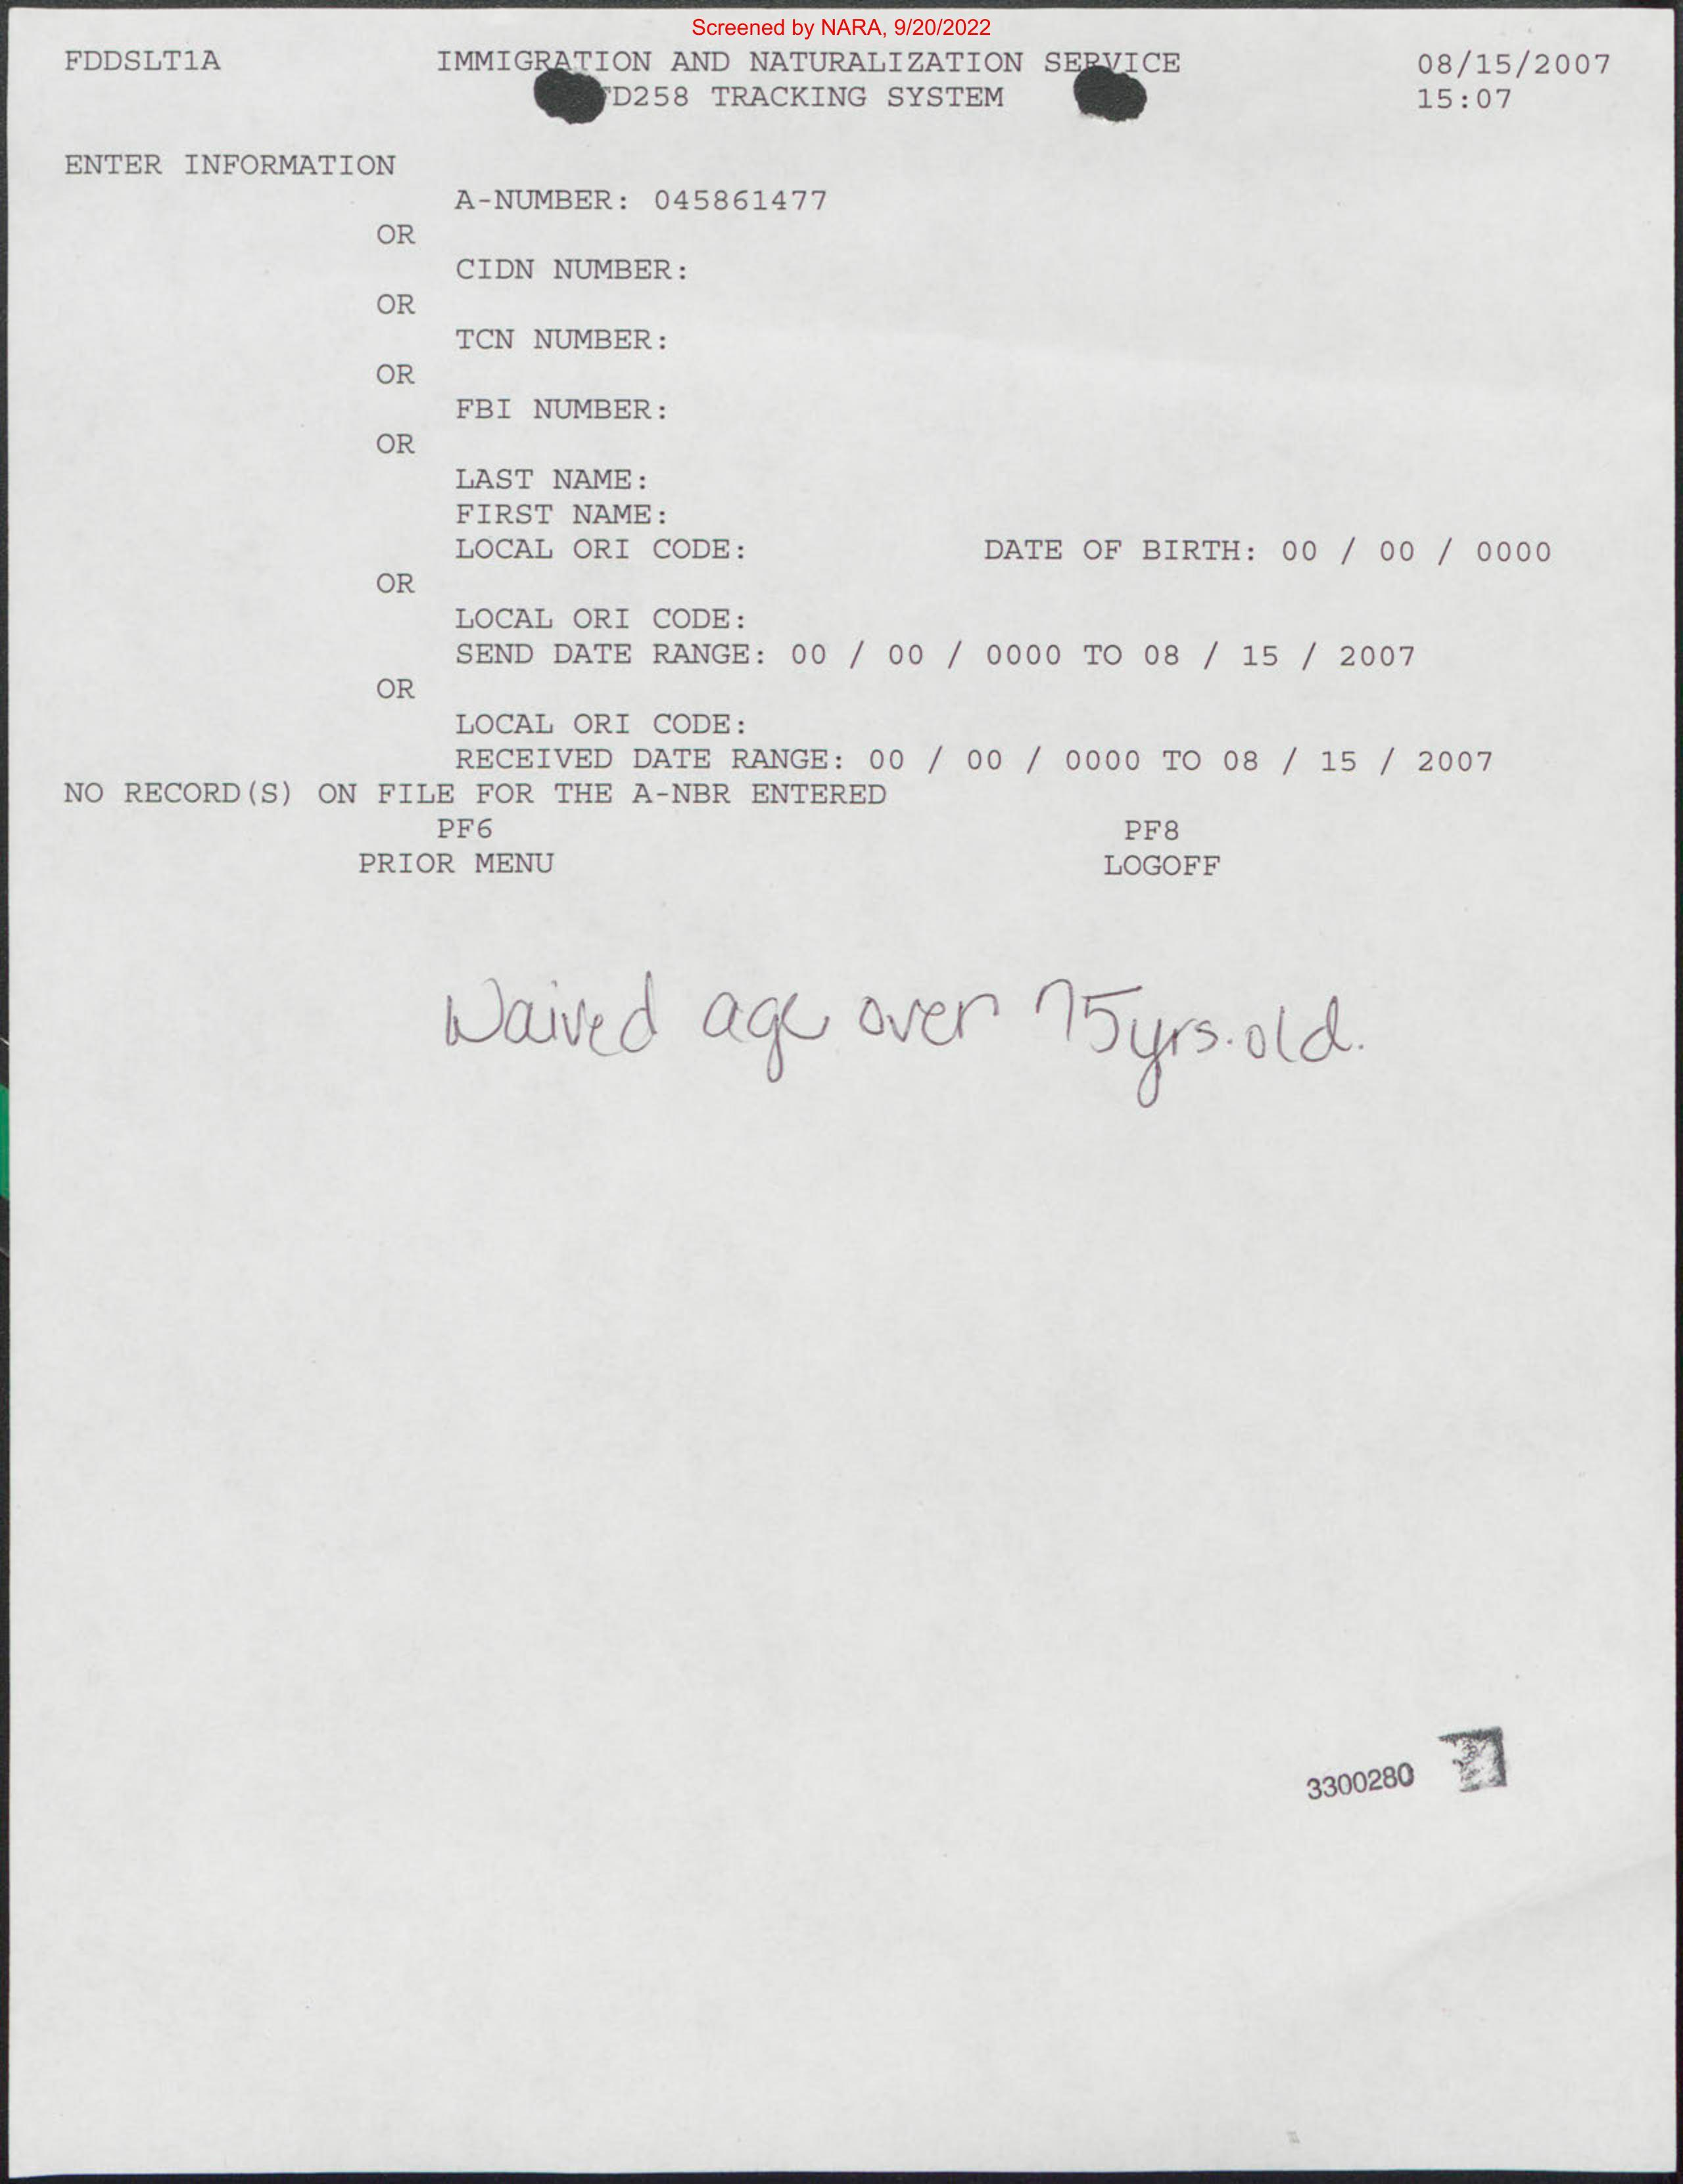 Screened by NARA, 9/20/2022
FDDSLT1A IMMIGRATION AND NATURALIZATION SERVICE 08/15/2007
D258 TRACKING SYSTEM 15:07
ENTER INFORMATION
A-NUMBER: 045861477
OR
CIDN NUMBER:
OR
TCN NUMBER:
OR
FBI NUMBER:
OR
LAST NAME:
FIRST NAME:
LOCAL ORI CODE: DATE OF BIRTH: 00 / 00 / 0000
OR
LOCAL ORI CODE:
SEND DATE RANGE: 00 / 00 / 0000 TO 08 / 15 / 2007
OR
LOCAL ORI CODE:
RECEIVED DATE RANGE: 00 / 00 / 0000 TO 08 / 15 / 2007
NO RECORD(S) ON FILE FOR THE A-NBR ENTERED
PF6 PF8
PRIOR MENU LOGOFF
Waived age over 75yrs.old.
3300280